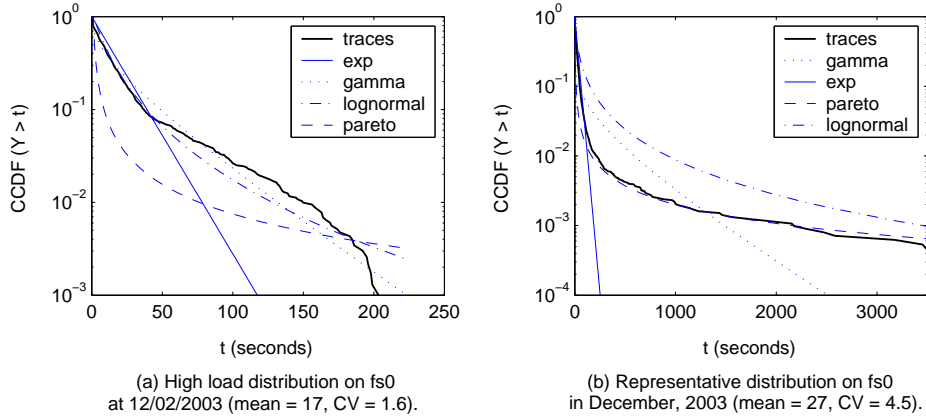 10^0
10^-1
10^-2
10^-3
CCDF (Y > t)
0 50 100 150 200 250
t (seconds)
traces
exp
gamma
lognormal
pareto
(a) High load distribution on fs0
at 12/02/2003 (mean = 17, CV = 1.6).
10^0
10^-1
10^-2
10^-3
10^-4
CCDF (Y > t)
0 1000 2000 3000
t (seconds)
traces
gamma
exp
pareto
lognormal
(b) Representative distribution on fs0
in December, 2003 (mean = 27, CV = 4.5).